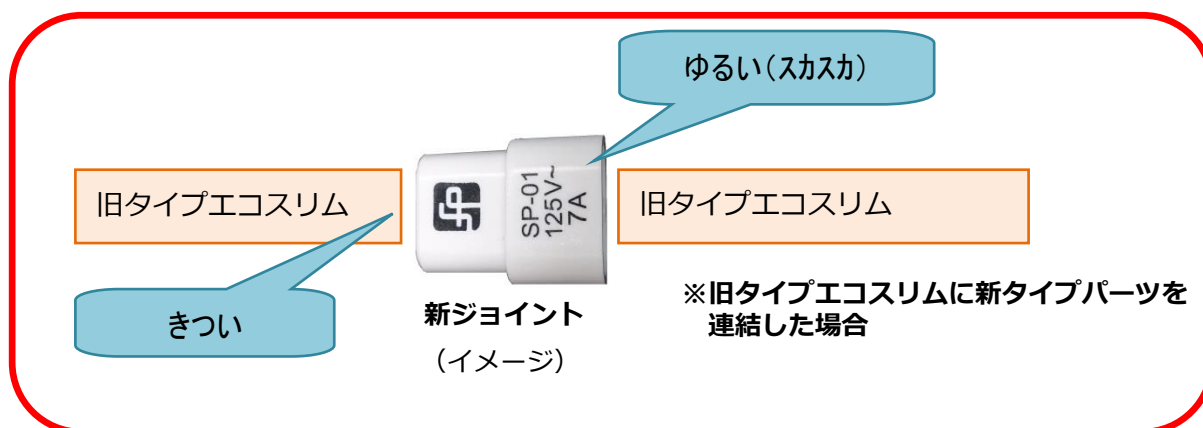 ゆるい（スカスカ）
旧タイプエコスリム
SP-01
125V~
7A
旧タイプエコスリム
きつい
新ジョイント
（イメージ）
※旧タイプエコスリムに新タイプパーツを
連結した場合